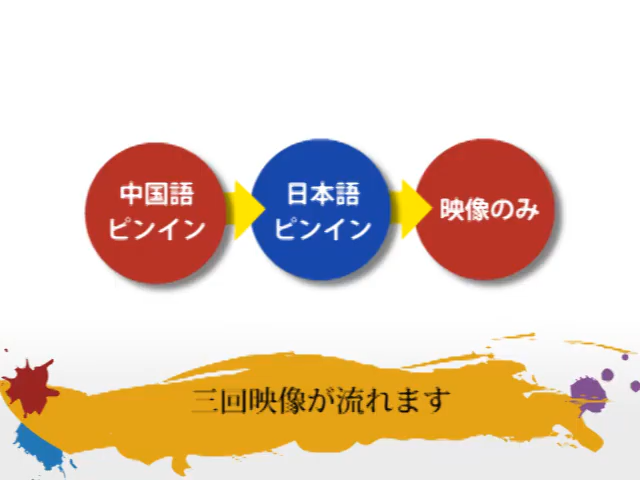 中国語
ピンイン
日本語
ピンイン
映像のみ
三回映像が流れます